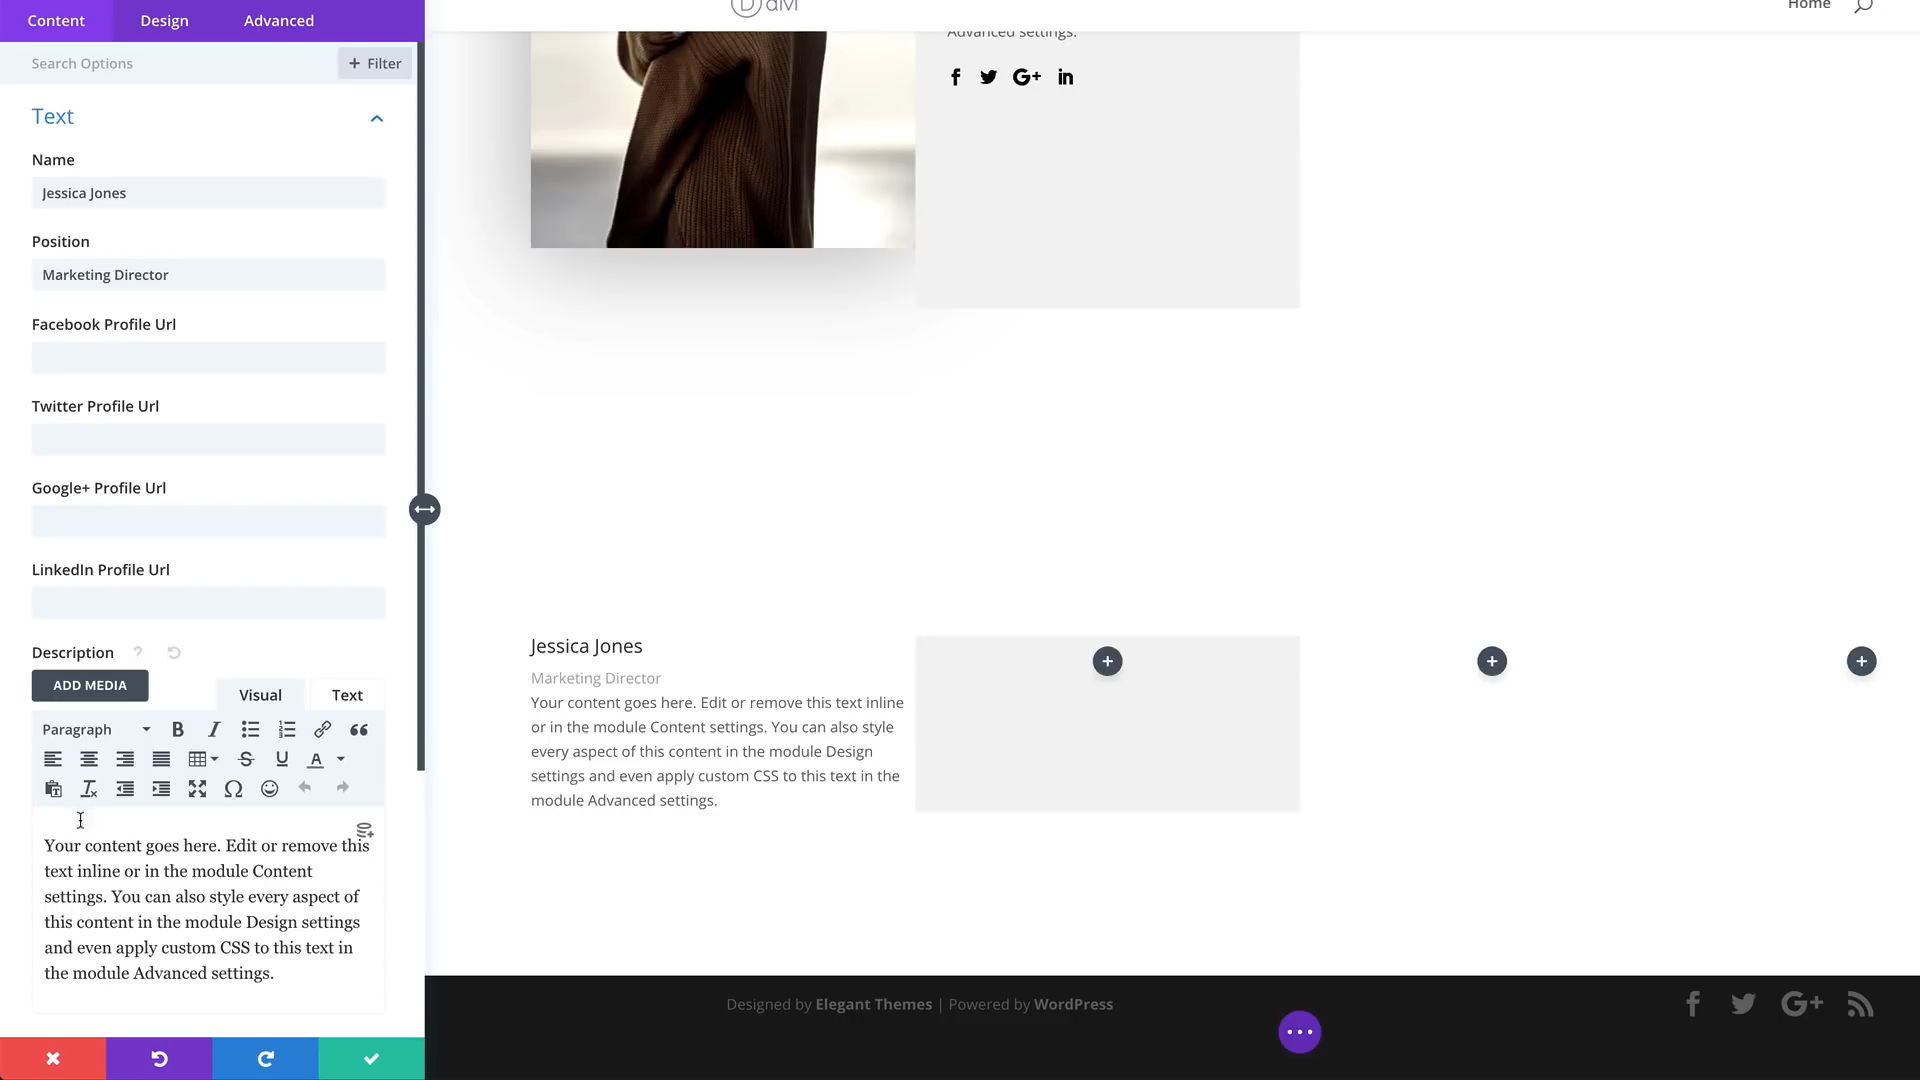 Content
Design
Advanced
Search Options
+ Filter
Text
Name
Jessica Jones
Position
Marketing Director
Facebook Profile Url
Twitter Profile Url
Google+ Profile Url
LinkedIn Profile Url
Description
ADD MEDIA
Visual
Text
Paragraph
Your content goes here. Edit or remove this
text inline or in the module Content
settings. You can also style every aspect of
this content in the module Design settings
and even apply custom CSS to this text in
the module Advanced settings.
divi
Home
Advanced settings.
Jessica Jones
Marketing Director
Your content goes here. Edit or remove this text inline
or in the module Content settings. You can also style
every aspect of this content in the module Design
settings and even apply custom CSS to this text in the
module Advanced settings.
Designed by Elegant Themes | Powered by WordPress